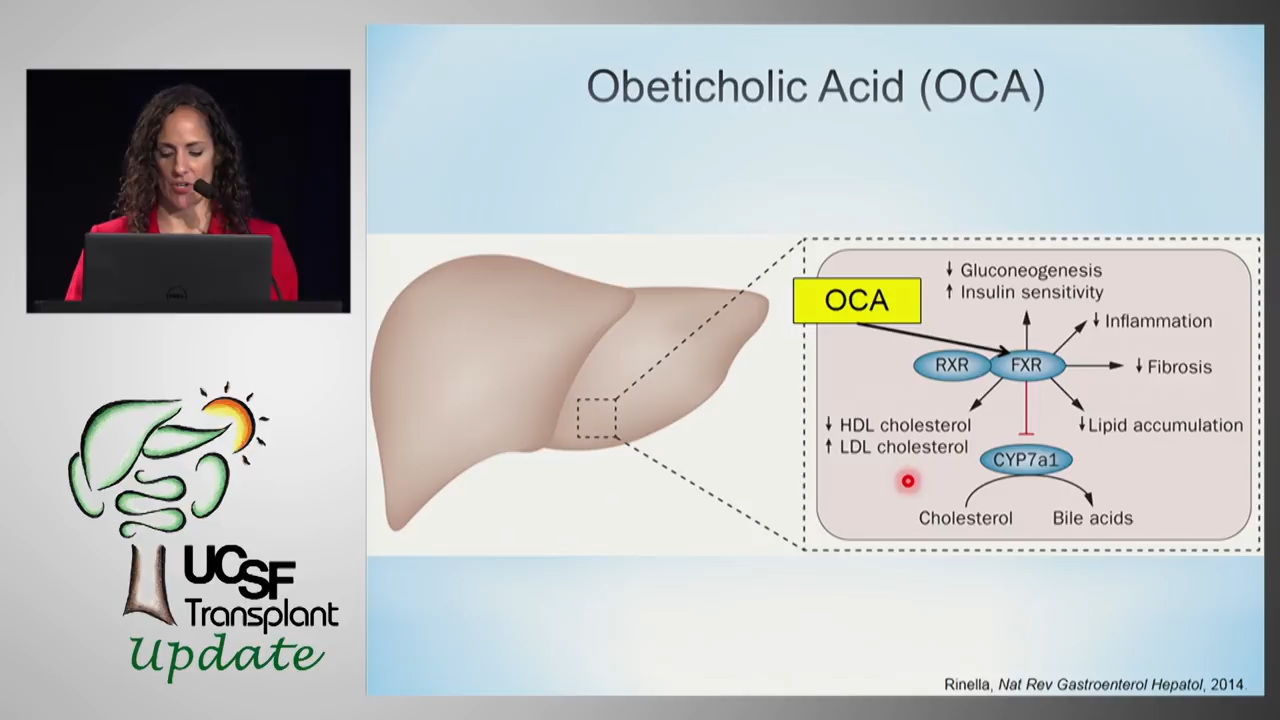 Obeticholic Acid (OCA)
↓ Gluconeogenesis
↑ Insulin sensitivity
OCA
↓ Inflammation
RXR
FXR
↓ Fibrosis
↓ HDL cholesterol
↑ LDL cholesterol
↓ Lipid accumulation
CYP7a1
Cholesterol
Bile acids
UCSF
Transplant
Update
Rinella, Nat Rev Gastroenterol Hepatol, 2014.
DELL